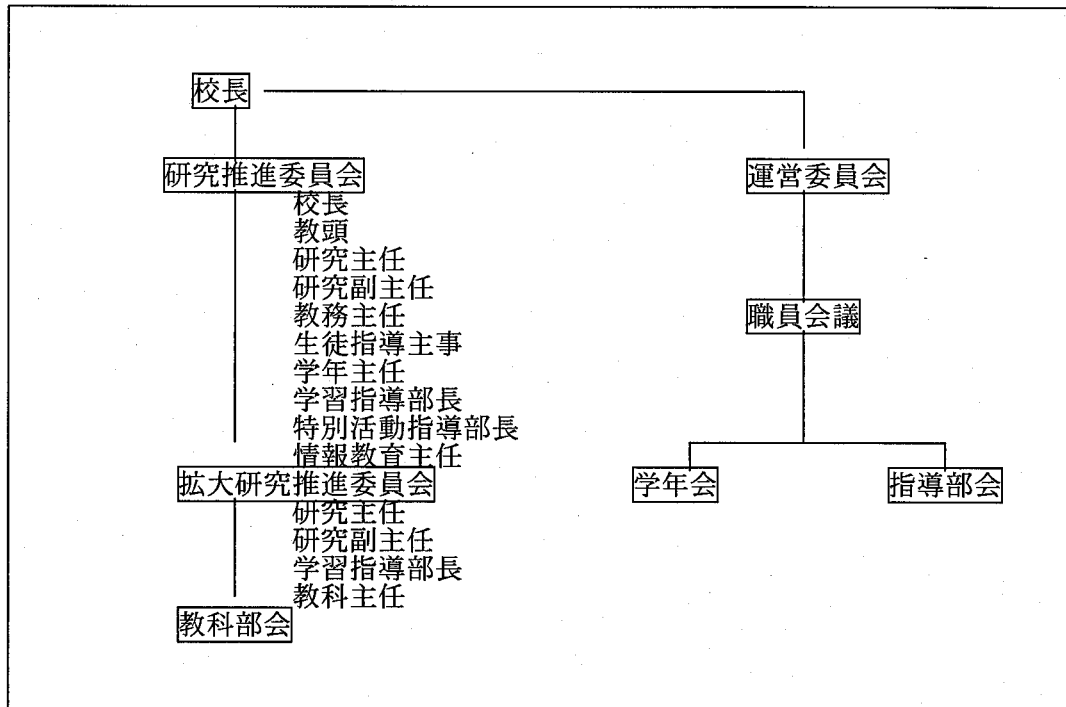 校長
研究推進委員会
運営委員会
校長
教頭
研究主任
研究副主任
教務主任
職員会議
生徒指導主事
学年主任
学習指導部長
特別活動指導部長
情報教育主任
拡大研究推進委員会
学年会
指導部会
研究主任
研究副主任
学習指導部長
教科主任
教科部会